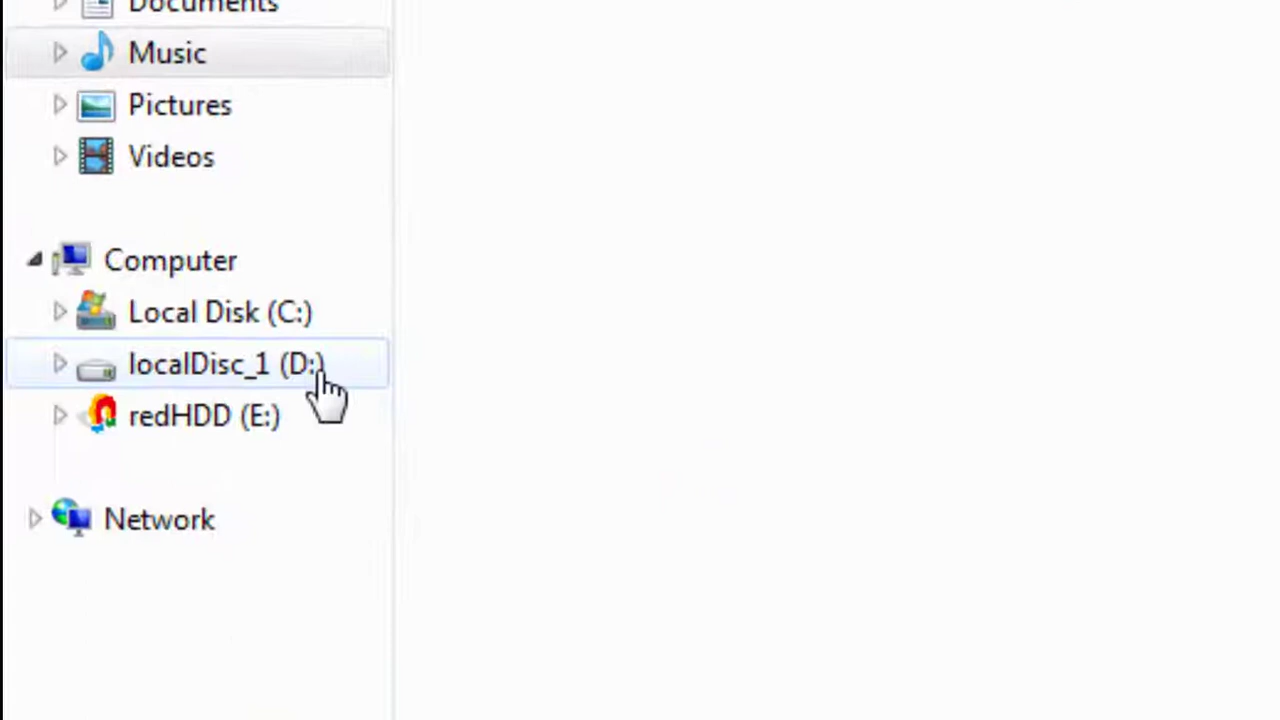 Documents
Music
Pictures
Videos
Computer
Local Disk (C:)
localDisc_1 (D:)
redHDD (E:)
Network